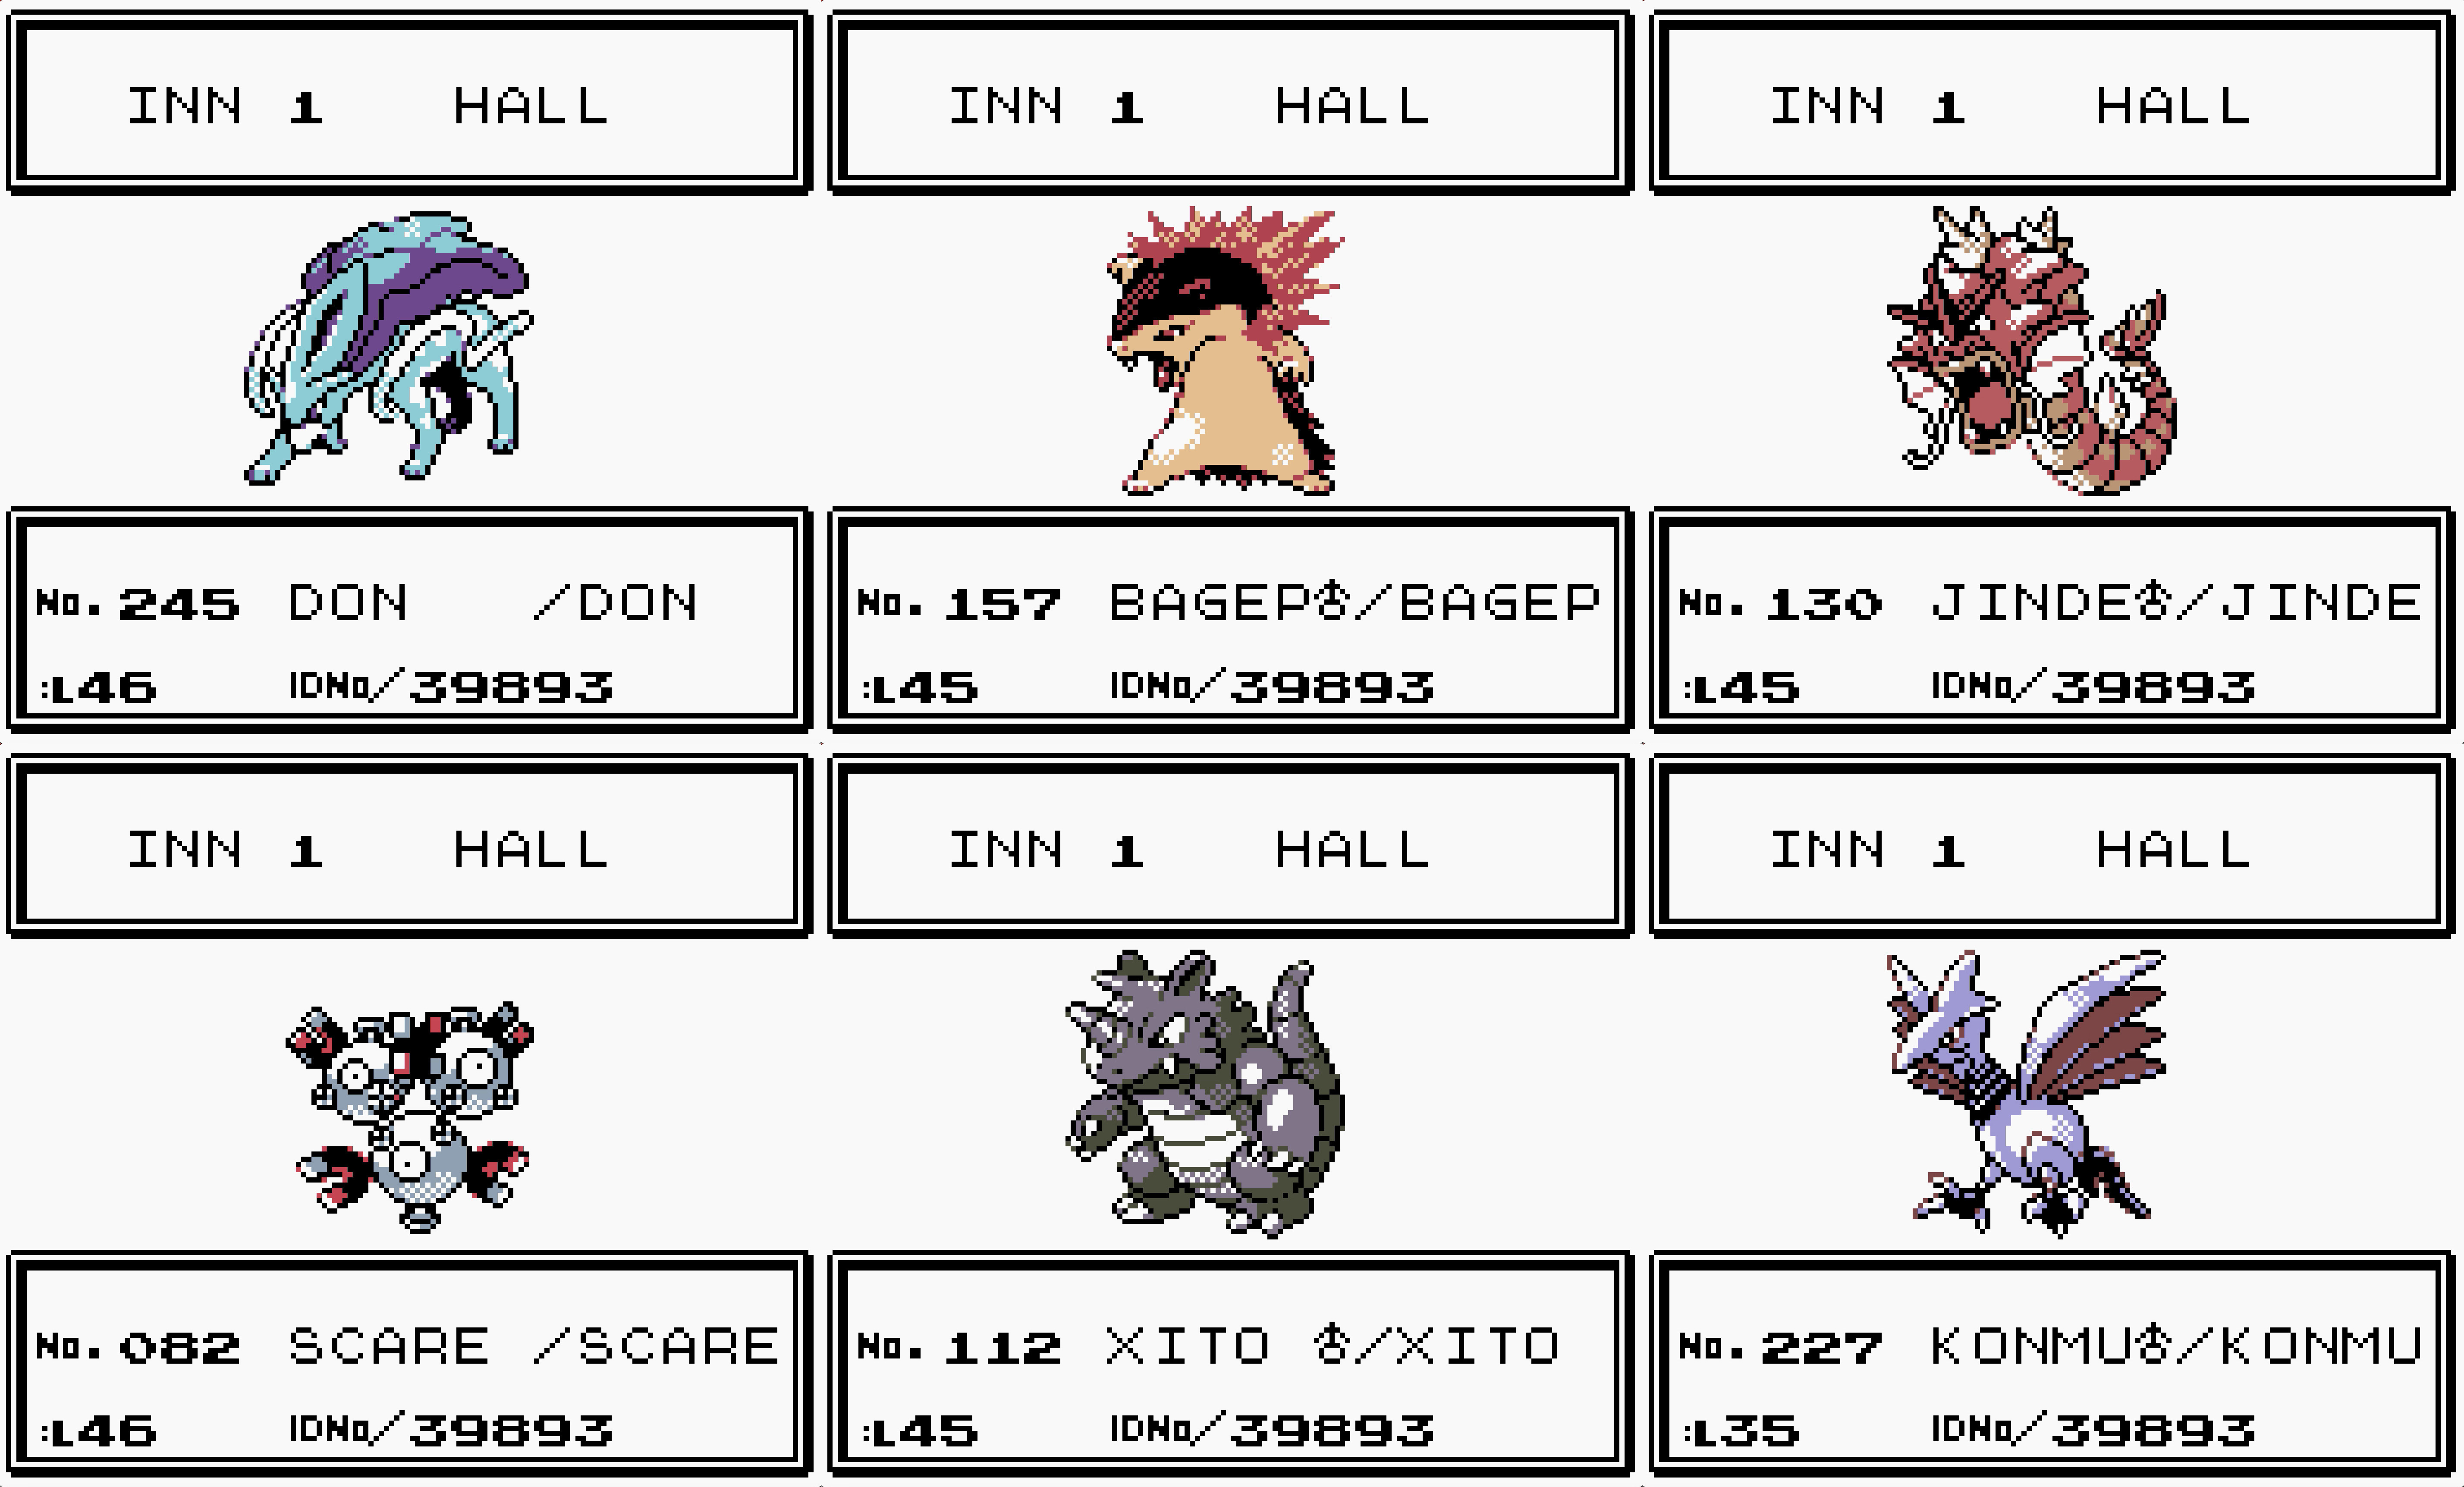 INN 1 HALL
INN 1 HALL
INN 1 HALL
No. 245 DON /DON
:L46 IDNo/39893
No. 157 BAGEP♂/BAGEP
:L45 IDNo/39893
No. 130 JINDE♂/JINDE
:L45 IDNo/39893
INN 1 HALL
INN 1 HALL
INN 1 HALL
No. 082 SCARE /SCARE
:L46 IDNo/39893
No. 112 XITO ♂/XITO
:L45 IDNo/39893
No. 227 KONMU♂/KONMU
:L35 IDNo/39893